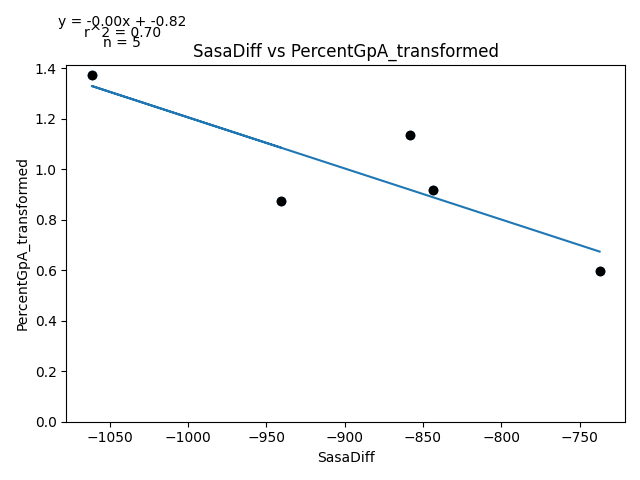 y = -0.00x + -0.82
r^2 = 0.70
n = 5
SasaDiff vs PercentGpA_transformed
1.4
1.2
1.0
0.8
0.6
0.4
0.2
0.0
PercentGpA_transformed
−1050
−1000
−950
−900
−850
−800
−750
SasaDiff